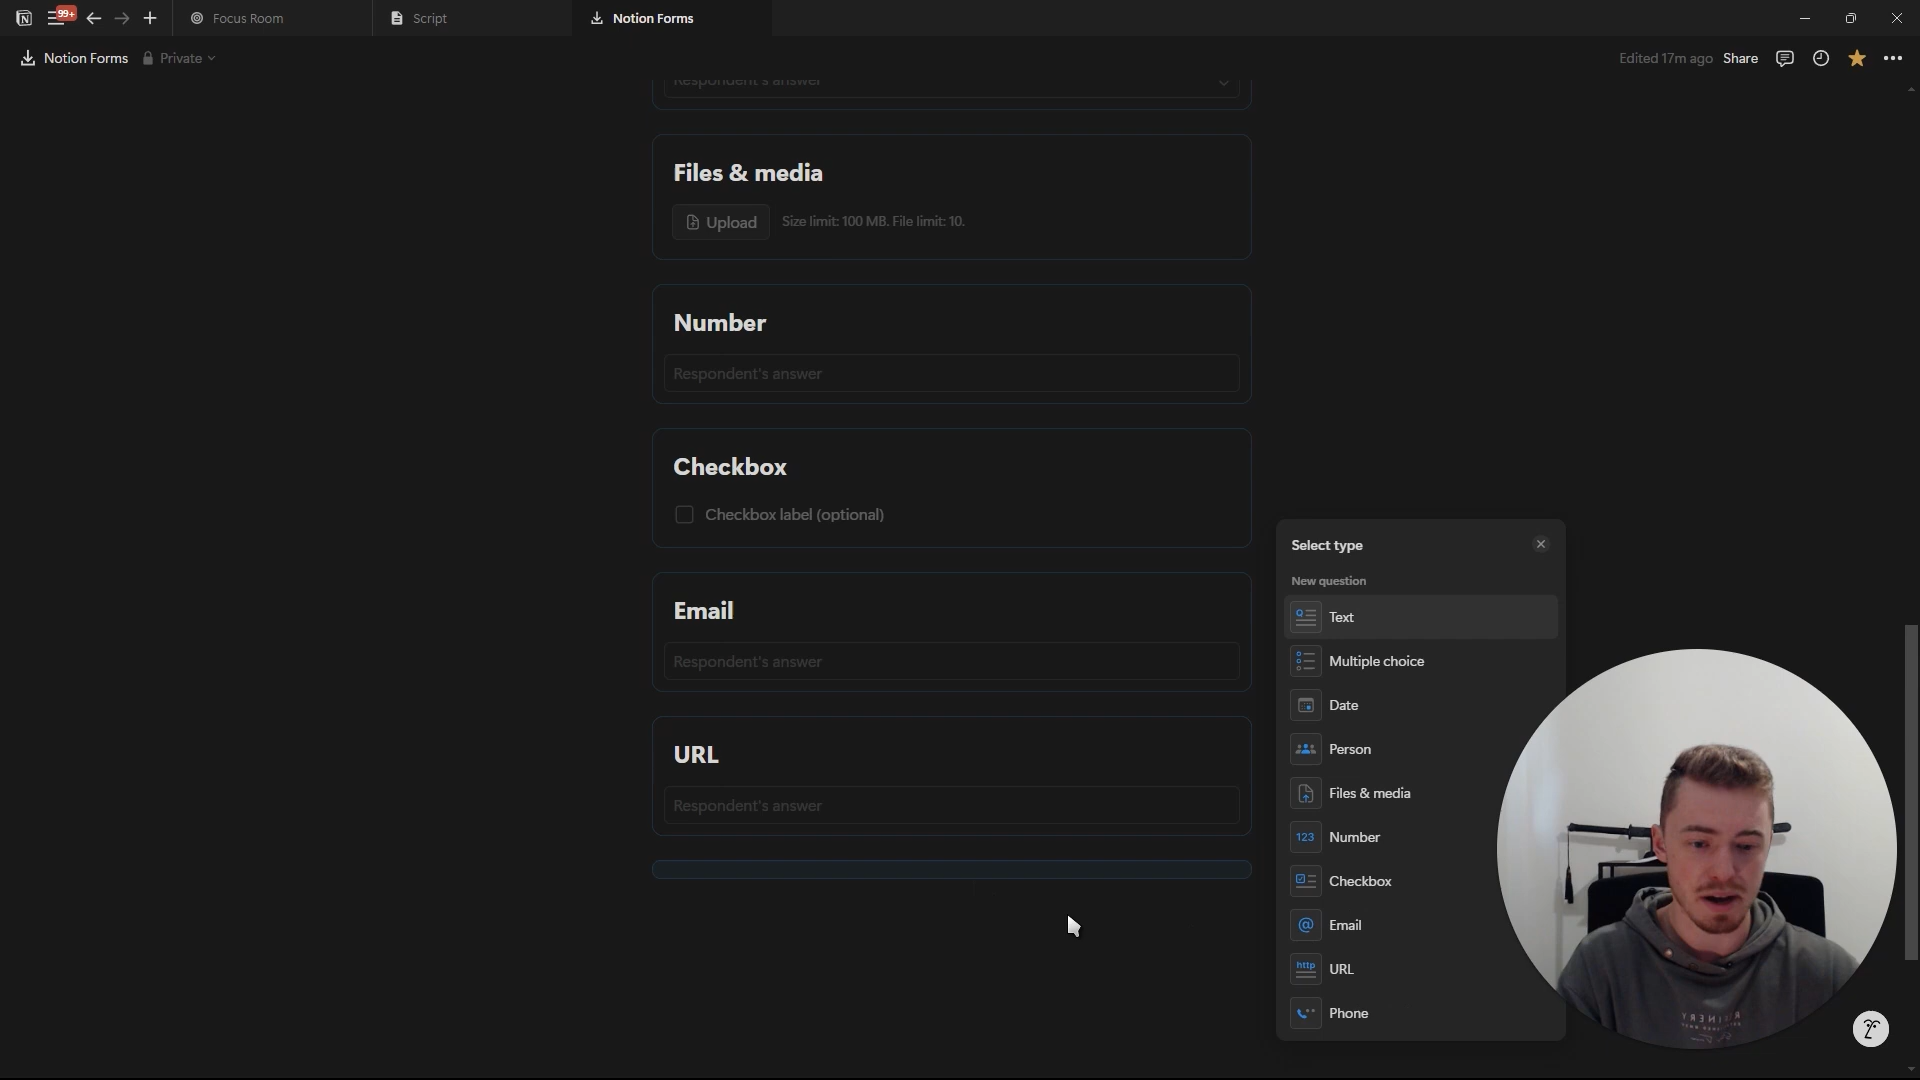 99+
Focus Room
Script
Notion Forms
Notion Forms
Private
Edited 17m ago
Share
Respondent's answer
Files & media
Upload
Size limit: 100 MB. File limit: 10.
Number
Respondent's answer
Checkbox
Checkbox label (optional)
Email
Respondent's answer
URL
Respondent's answer
Select type
New question
Text
Multiple choice
Date
Person
Files & media
123
Number
Checkbox
@
Email
http
URL
Phone